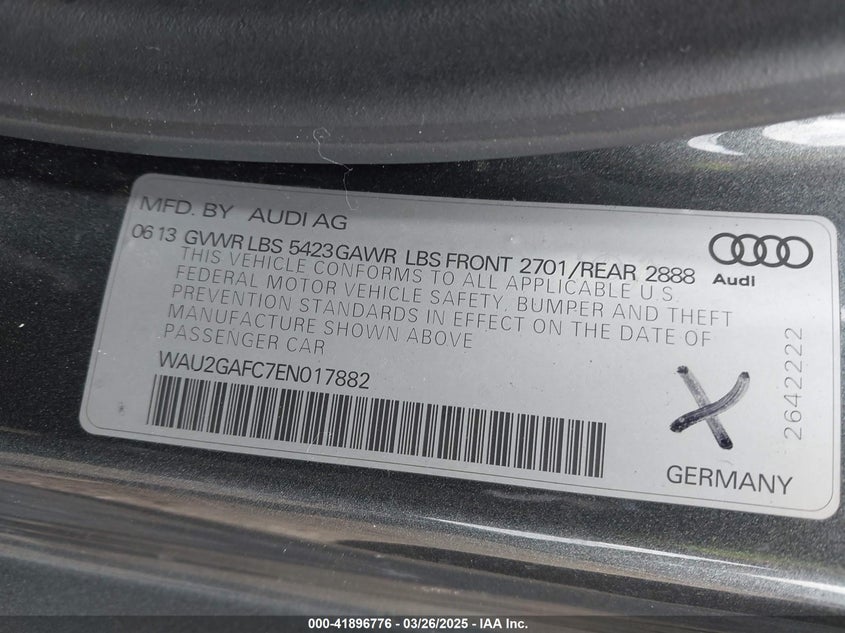 MFD. BY AUDI AG
0613 GVWR LBS 5423 GAWR LBS FRONT 2701/REAR 2888
THIS VEHICLE CONFORMS TO ALL APPLICABLE U.S.
FEDERAL MOTOR VEHICLE SAFETY, BUMPER AND THEFT
PREVENTION STANDARDS IN EFFECT ON THE DATE OF
MANUFACTURE SHOWN ABOVE
PASSENGER CAR
WAU2GAFC7EN017882
Audi
2642222
X
GERMANY
000-41896776 - 03/26/2025 - IAA Inc.